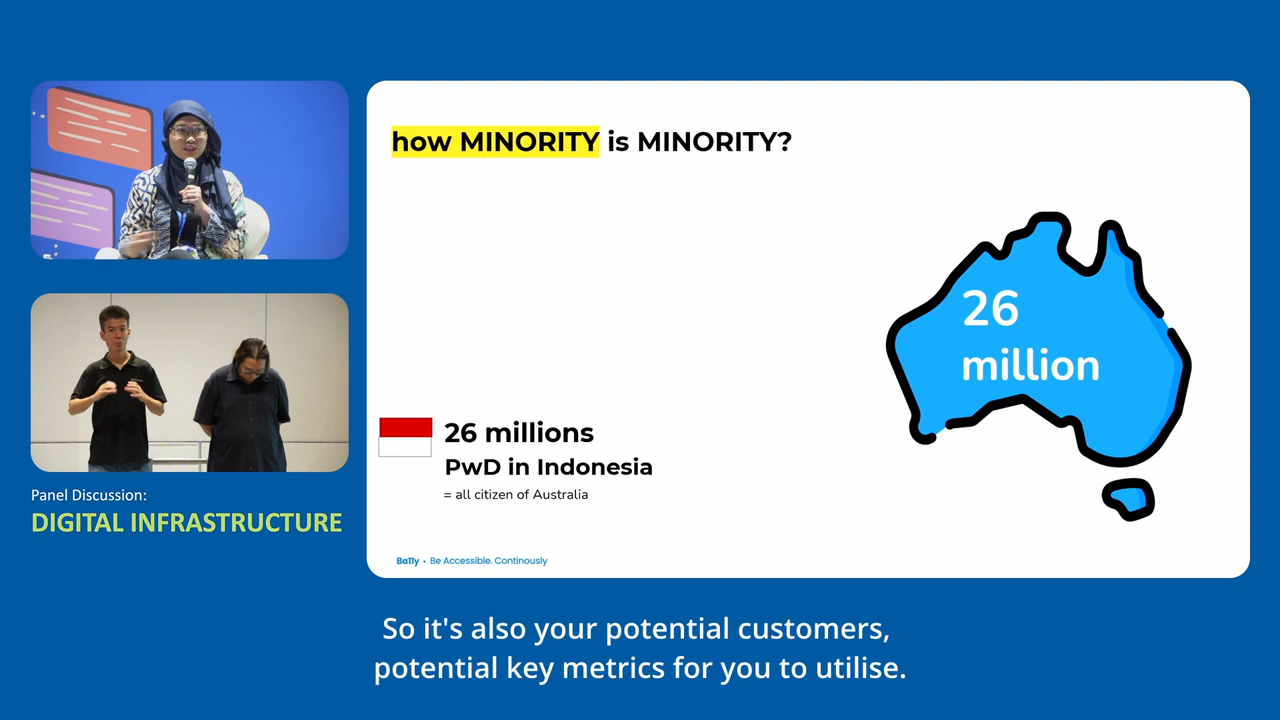 how MINORITY is MINORITY?
26
million
26 millions
PwD in Indonesia
= all citizen of Australia
Ba11y • Be Accessible. Continously
Panel Discussion:
DIGITAL INFRASTRUCTURE
So it's also your potential customers,
potential key metrics for you to utilise.